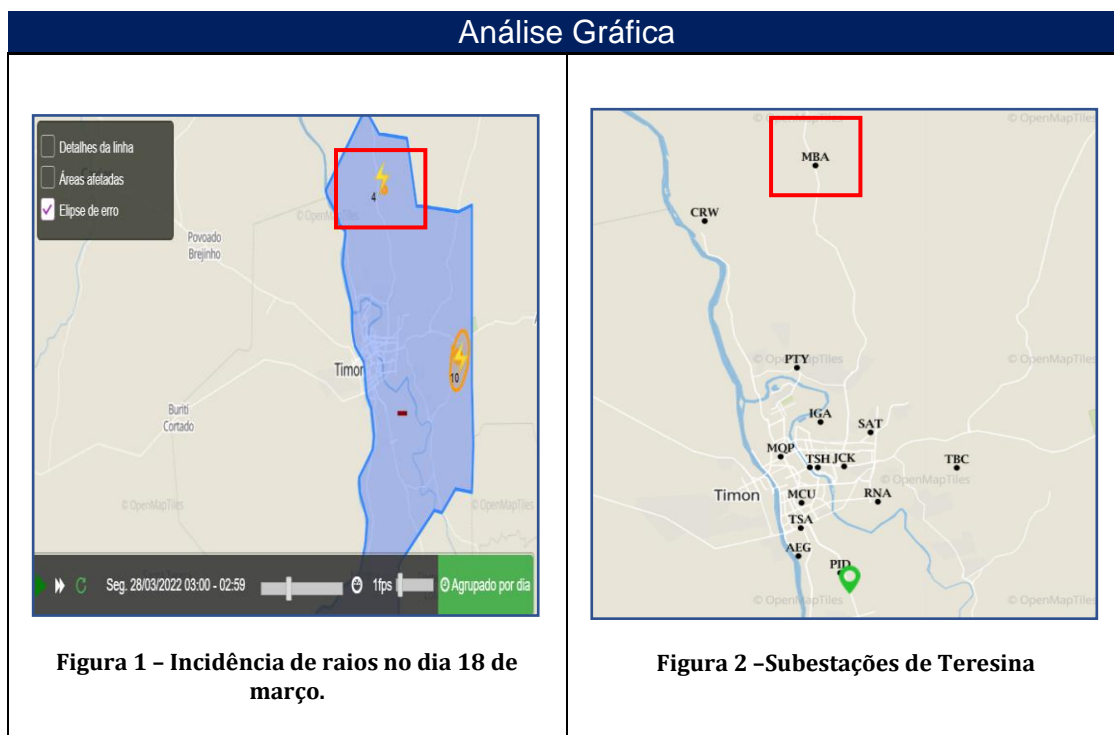 Análise Gráfica
Detalhes da linha
Áreas afetadas
Elipse de erro
© OpenMapTiles
Povoado
Brejinho
4
Timon
10
Buriti
Cortado
© OpenMapTiles
© OpenMapTiles
Seg. 28/03/2022 03:00 - 02:59
1fps
Agrupado por dia
Figura 1 – Incidência de raios no dia 18 de
março.
© OpenMapTiles
© OpenMapTiles
MBA
CRW
© OpenMapTiles
© OpenMapTiles
PTY
IGA
SAT
MQP
TSH JCK
TBC
© OpenMapTiles
Timon
MCU
RNA
TSA
AEG
PID
© OpenMapTiles
© OpenMapTiles
Figura 2 –Subestações de Teresina